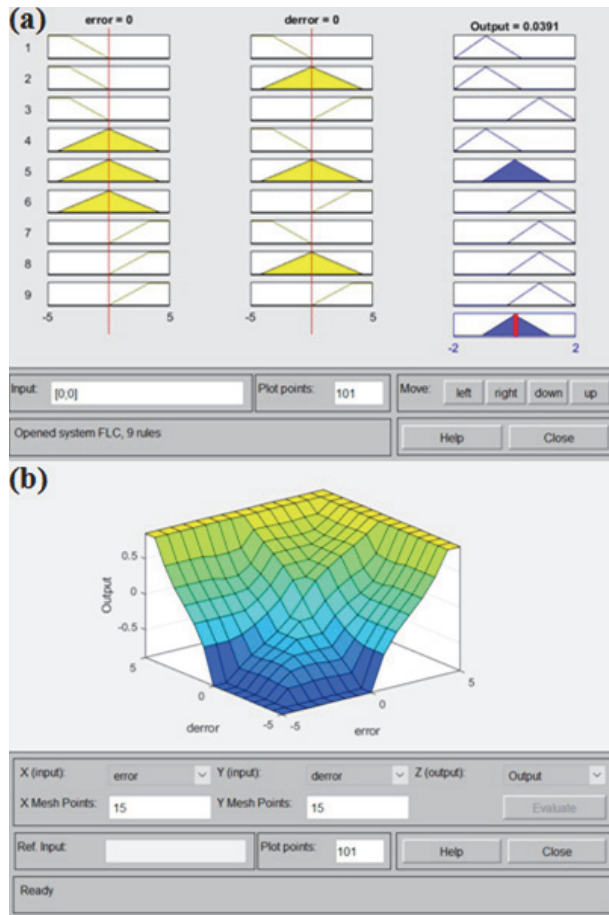 (a)
error = 0 derror = 0 Output = 0.0391
1
2
3
4
5
6
7
8
9
-5 5 -5 5
-2 2
Input: [0;0] Plot points: 101 Move: left right down up
Opened system FLC, 9 rules Help Close
(b)
0.5
0
-0.5
Output
5
0
-5
derror
-5
0
5
error
X (input): error Y (input): derror Z (output): Output
X Mesh Points: 15 Y Mesh Points: 15 Evaluate
Ref. Input: Plot points: 101 Help Close
Ready